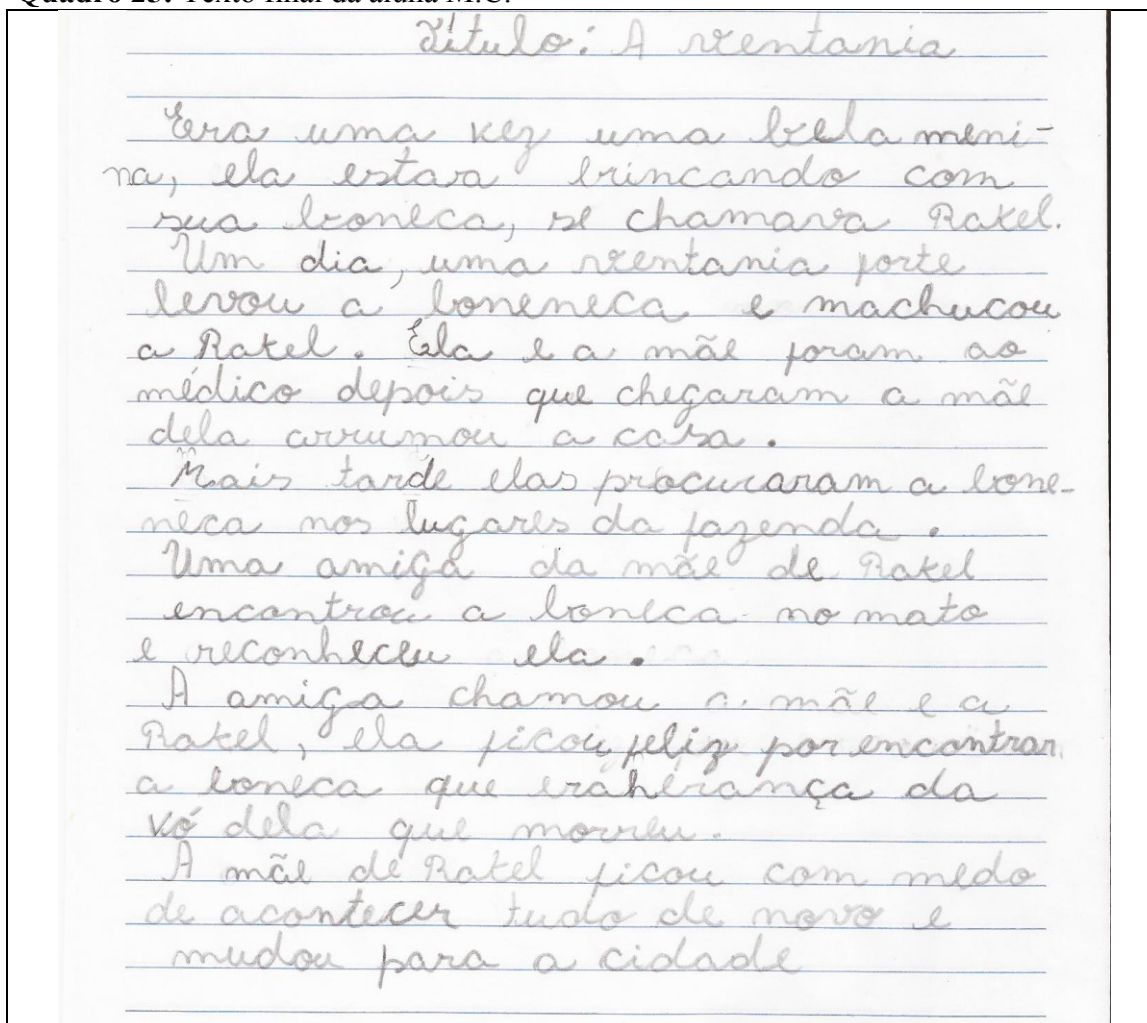 Quadro 25: Texto final da aluna M.C.
Título: A ventania
Era uma vez uma bela meni-
na, ela estava brincando com
sua boneca, se chamava Rakel.
Um dia, uma ventania forte
levou a boneneca e machucou
a Rakel. Ela e a mãe foram ao
médico depois que chegaram a mãe
dela arrumou a casa.
Mais tarde elas procuraram a bone-
neca nos lugares da fazenda.
Uma amiga da mãe de Rakel
encontrou a boneca no mato
e reconheceu ela.
A amiga chamou a mãe e a
Rakel, ela ficou feliz por encontrar
a boneca que era herança da
vó dela que morreu.
A mãe de Rakel ficou com medo
de acontecer tudo de novo e
mudou para a cidade